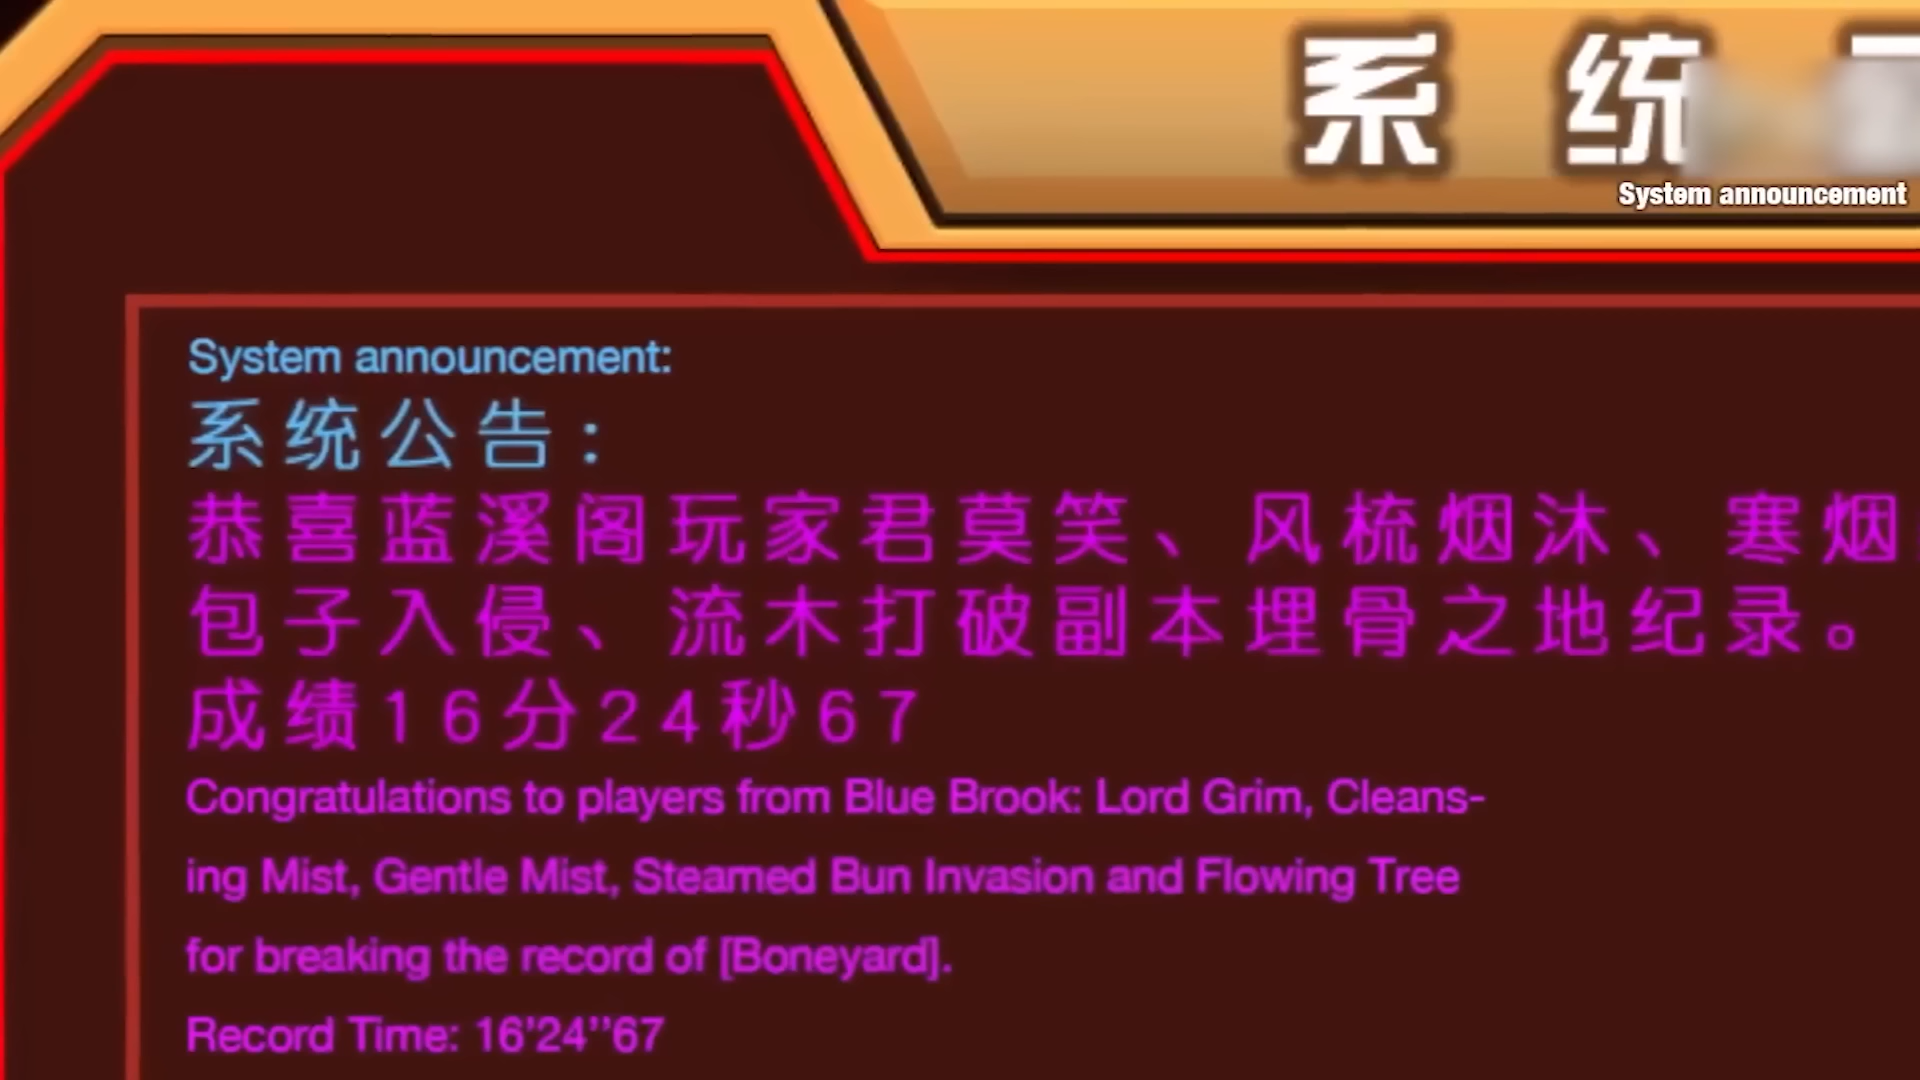 系统
System announcement
System announcement:
系统公告：
恭喜蓝溪阁玩家君莫笑、风梳烟沐、寒烟
包子入侵、流木打破副本埋骨之地纪录。
成绩16分24秒67
Congratulations to players from Blue Brook: Lord Grim, Cleans-
ing Mist, Gentle Mist, Steamed Bun Invasion and Flowing Tree
for breaking the record of [Boneyard].
Record Time: 16’24’’67